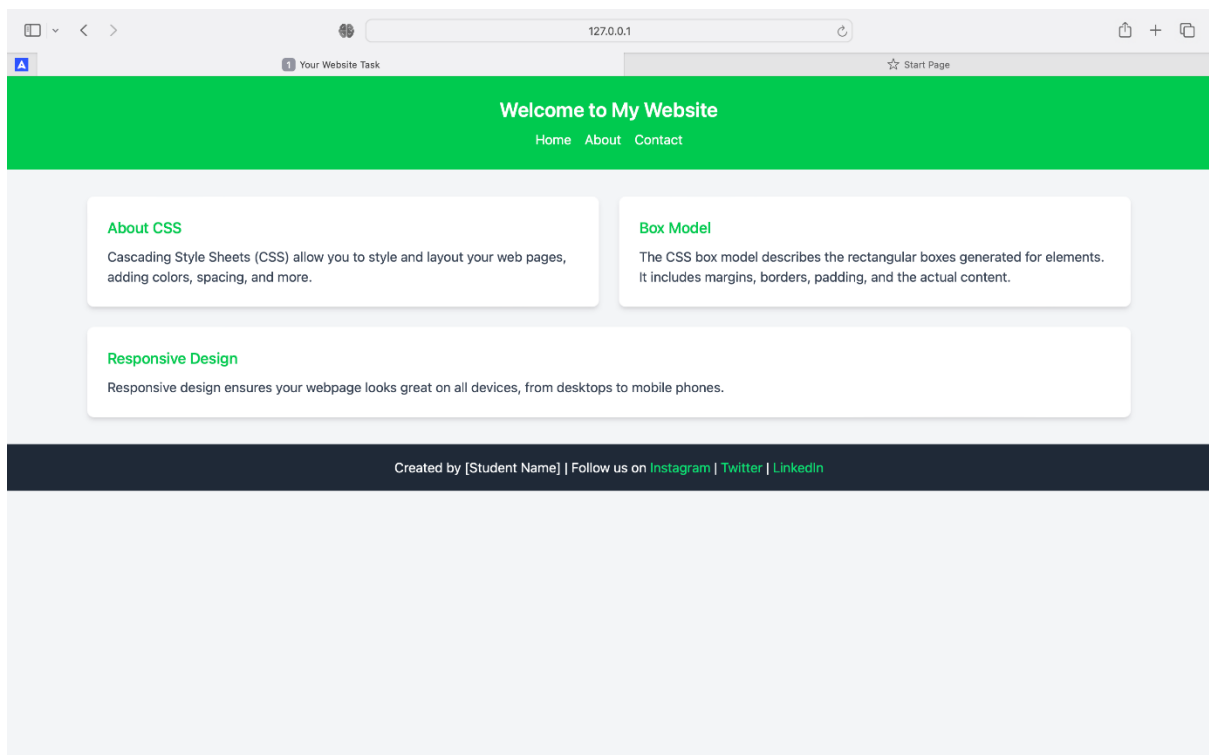 127.0.0.1
A
1 Your Website Task
Start Page
Welcome to My Website
Home About Contact
About CSS
Cascading Style Sheets (CSS) allow you to style and layout your web pages,
adding colors, spacing, and more.
Box Model
The CSS box model describes the rectangular boxes generated for elements.
It includes margins, borders, padding, and the actual content.
Responsive Design
Responsive design ensures your webpage looks great on all devices, from desktops to mobile phones.
Created by [Student Name] | Follow us on Instagram | Twitter | LinkedIn